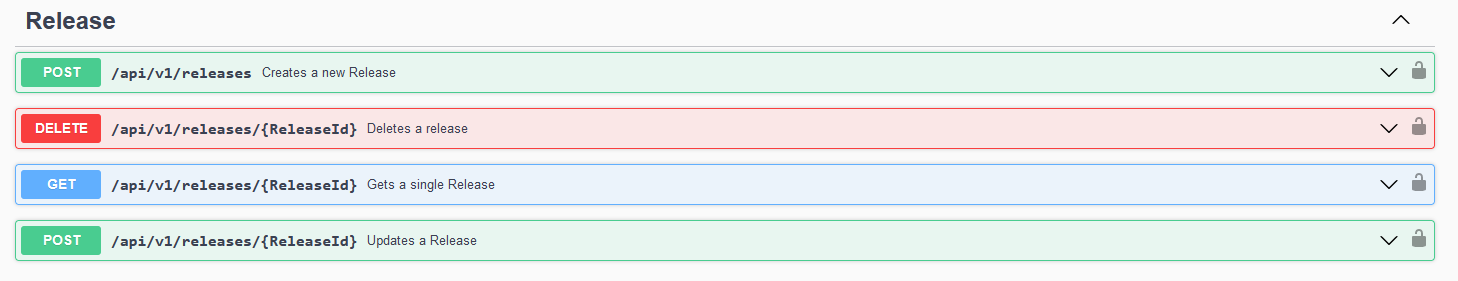 Release
POST /api/v1/releases Creates a new Release
DELETE /api/v1/releases/{ReleaseId} Deletes a release
GET /api/v1/releases/{ReleaseId} Gets a single Release
POST /api/v1/releases/{ReleaseId} Updates a Release